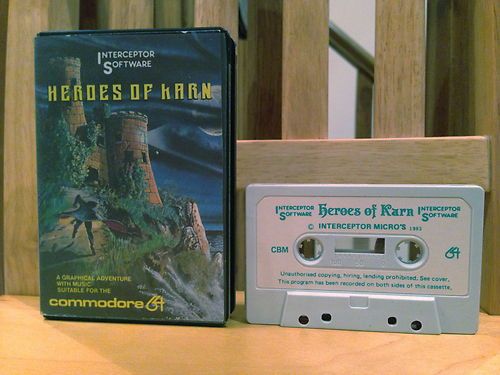 INTERCEPTOR
SOFTWARE
HEROES OF KARN
A GRAPHICAL ADVENTURE
WITH MUSIC
SUITABLE FOR THE
commodore 64
INTERCEPTOR
SOFTWARE
Heroes of Karn
INTERCEPTOR
SOFTWARE
© INTERCEPTOR MICRO'S 1983
CBM
64
Unauthorised copying, hiring, lending prohibited. See cover.
This program has been recorded on both sides of this cassette.